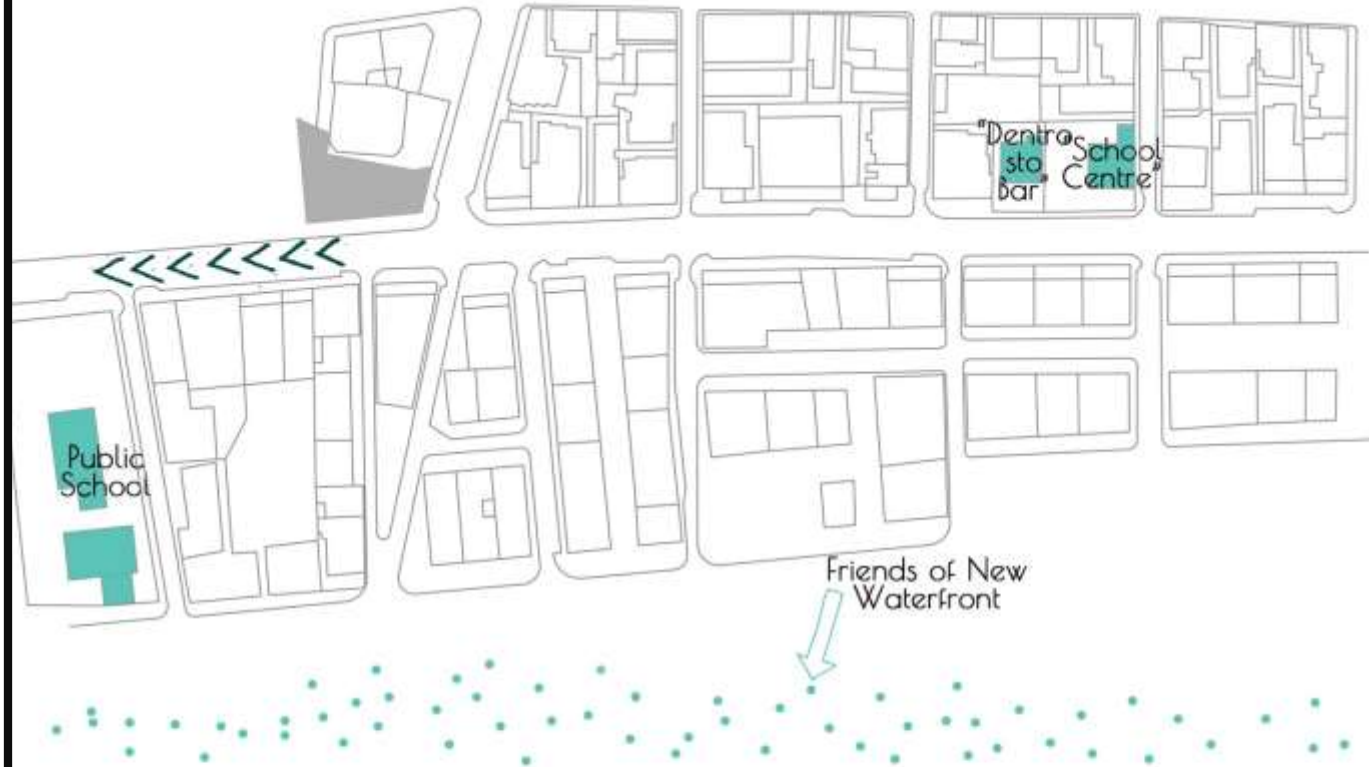 "Dentro
sto
Bar"
"School
Centre"
Public
School
Friends of New
Waterfront